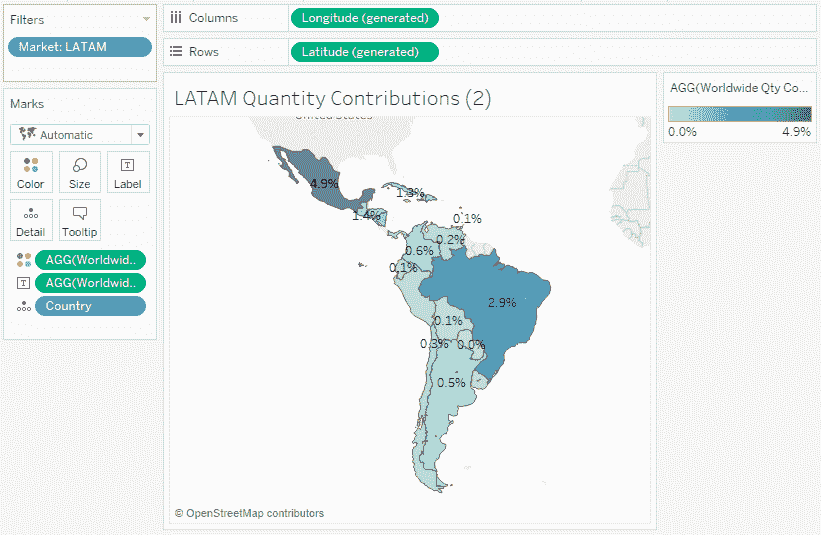 Filters
Market: LATAM
Columns
Longitude (generated)
Rows
Latitude (generated)
Marks
Automatic
Color
Size
Label
Detail
Tooltip
AGG(Worldwid..
AGG(Worldwid..
Country
LATAM Quantity Contributions (2)
United States
4.9%
1.3%
1.4%
0.1%
0.2%
0.6%
0.1%
2.9%
0.1%
0.3%
0.0%
0.5%
© OpenStreetMap contributors
AGG(Worldwide Qty Co...
0.0%
4.9%